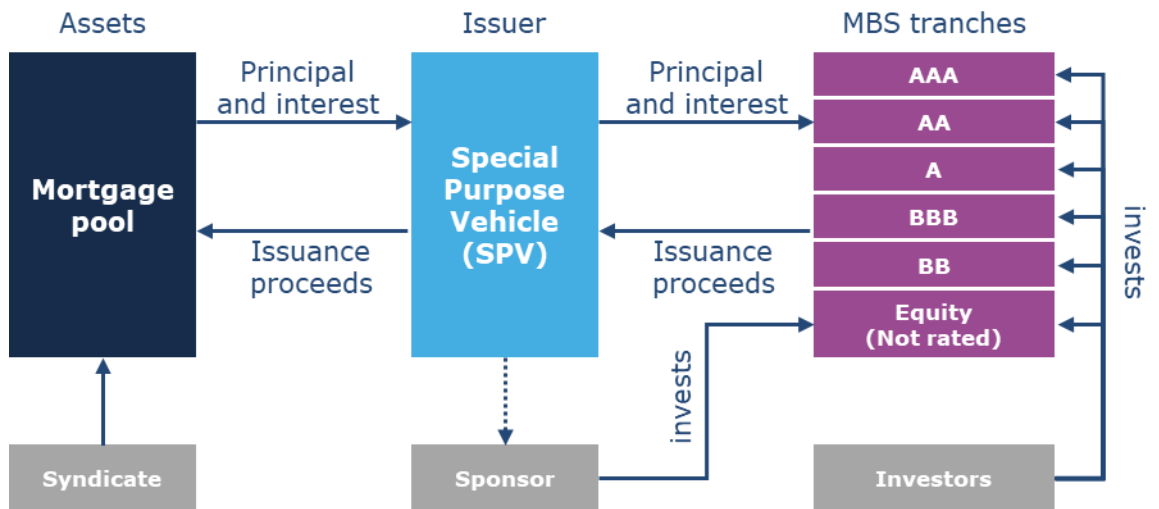 Assets
Issuer
MBS tranches
Mortgage
pool
Principal
and interest
Issuance
proceeds
Special
Purpose
Vehicle
(SPV)
Principal
and interest
Issuance
proceeds
AAA
AA
A
BBB
BB
Equity
(Not rated)
invests
invests
Syndicate
Sponsor
Investors